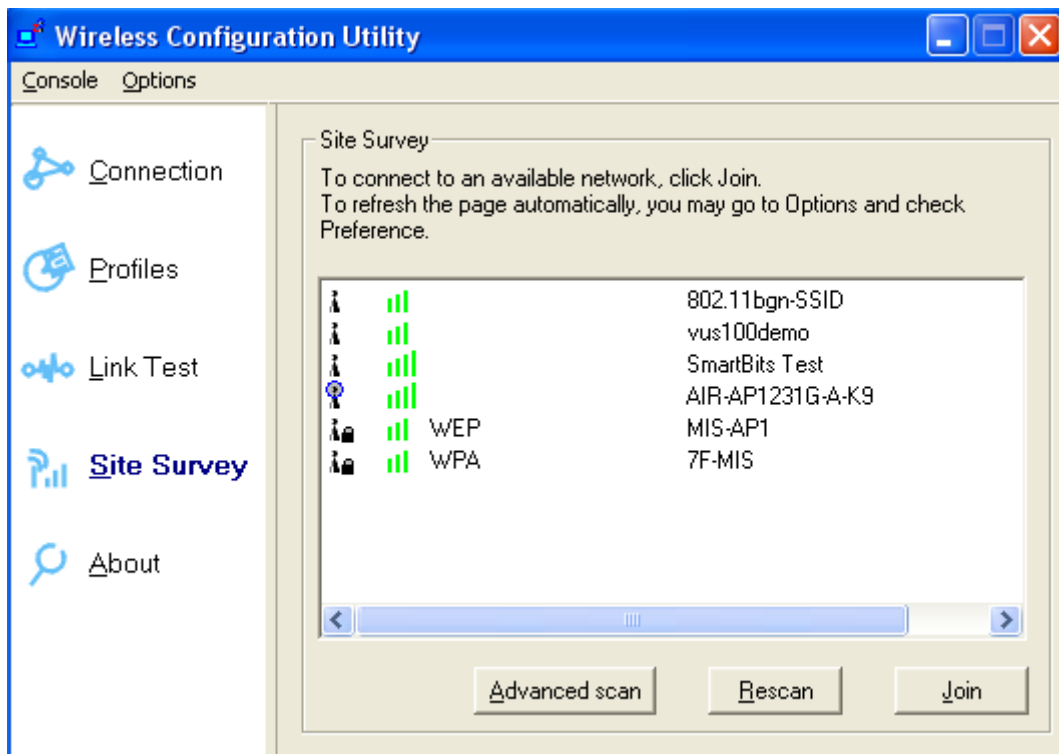 Wireless Configuration Utility
Console Options
Connection
Profiles
Link Test
Site Survey
About
Site Survey
To connect to an available network, click Join.
To refresh the page automatically, you may go to Options and check
Preference.
802.11bgn-SSID
vus100demo
SmartBits Test
AIR-AP1231G-A-K9
WEP MIS-AP1
WPA 7F-MIS
Advanced scan Rescan Join